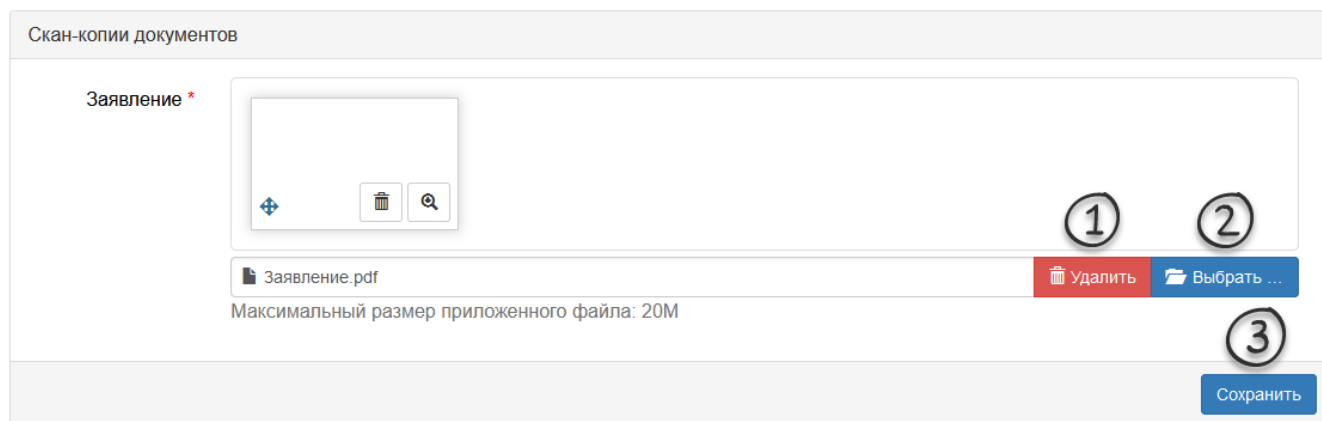 Скан-копии документов
Заявление *
1 2
Заявление.pdf Удалить Выбрать ...
Максимальный размер приложенного файла: 20M
3
Сохранить